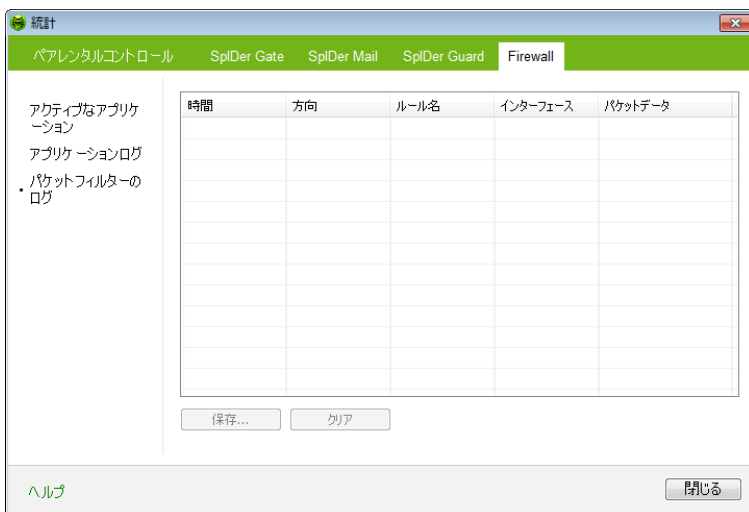 統計
ペアレンタルコントロール SpIDer Gate SpIDer Mail SpIDer Guard Firewall
アクティブなアプリケ
ーション
アプリケーションログ
パケットフィルターの
ログ
時間 方向 ルール名 インターフェース パケットデータ
保存... クリア
ヘルプ 閉じる